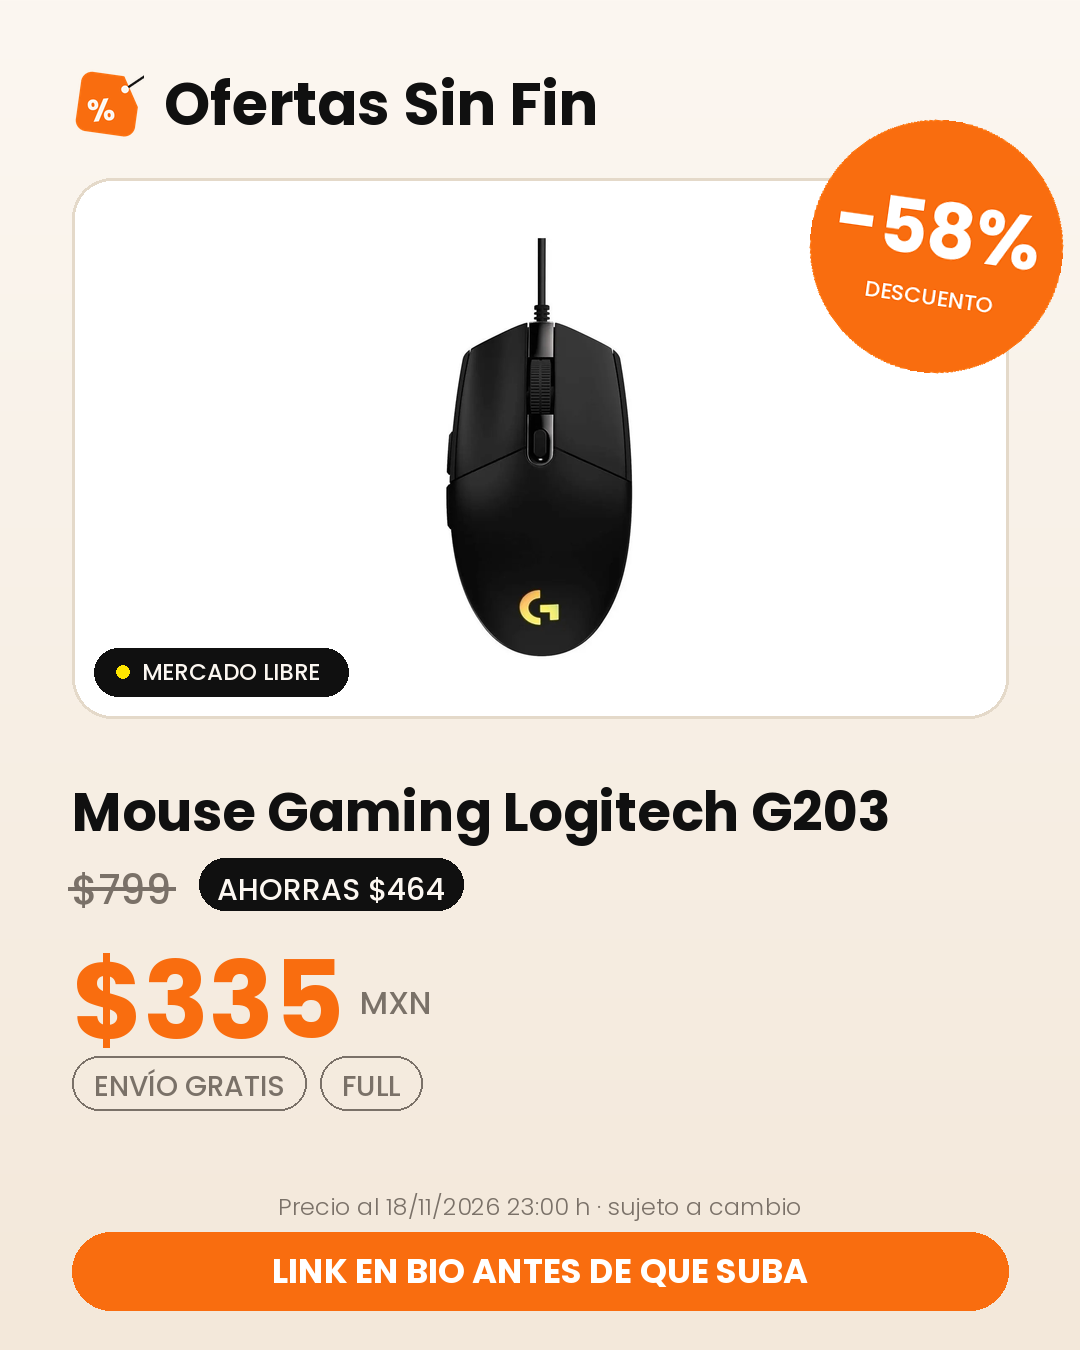 %
Ofertas Sin Fin
-58%
DESCUENTO
G
MERCADO LIBRE
Mouse Gaming Logitech G203
$799
AHORRAS $464
$335 MXN
ENVÍO GRATIS
FULL
Precio al 18/11/2026 23:00 h · sujeto a cambio
LINK EN BIO ANTES DE QUE SUBA